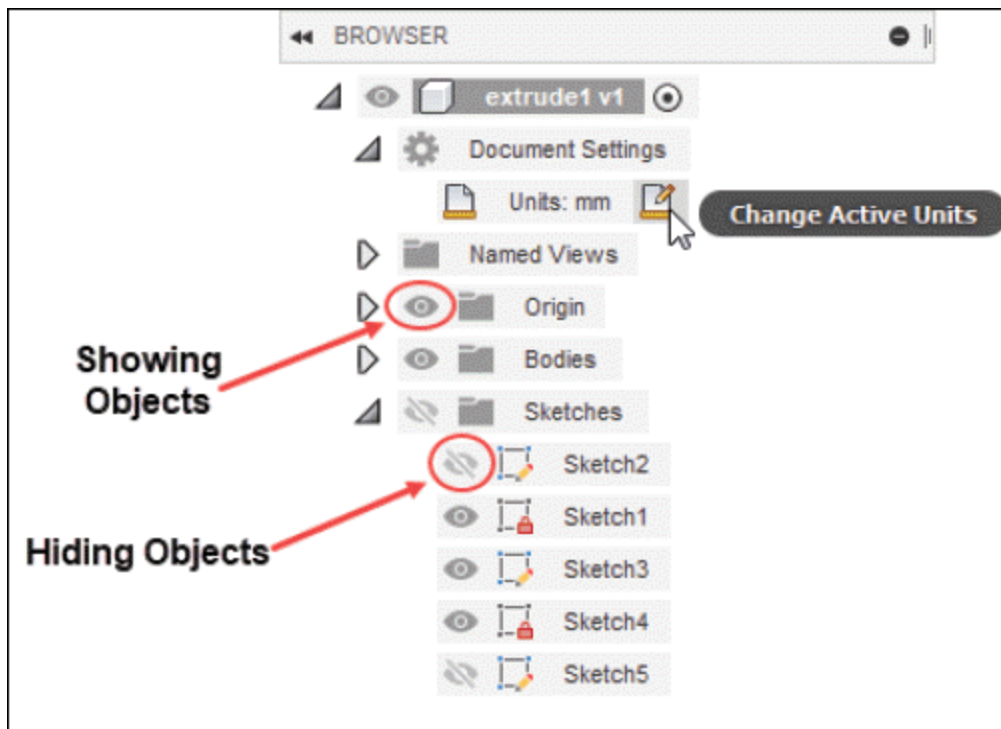 BROWSER
extrude1 v1
Document Settings
Units: mm
Change Active Units
Named Views
Origin
Showing
Objects
Bodies
Sketches
Sketch2
Sketch1
Hiding Objects
Sketch3
Sketch4
Sketch5